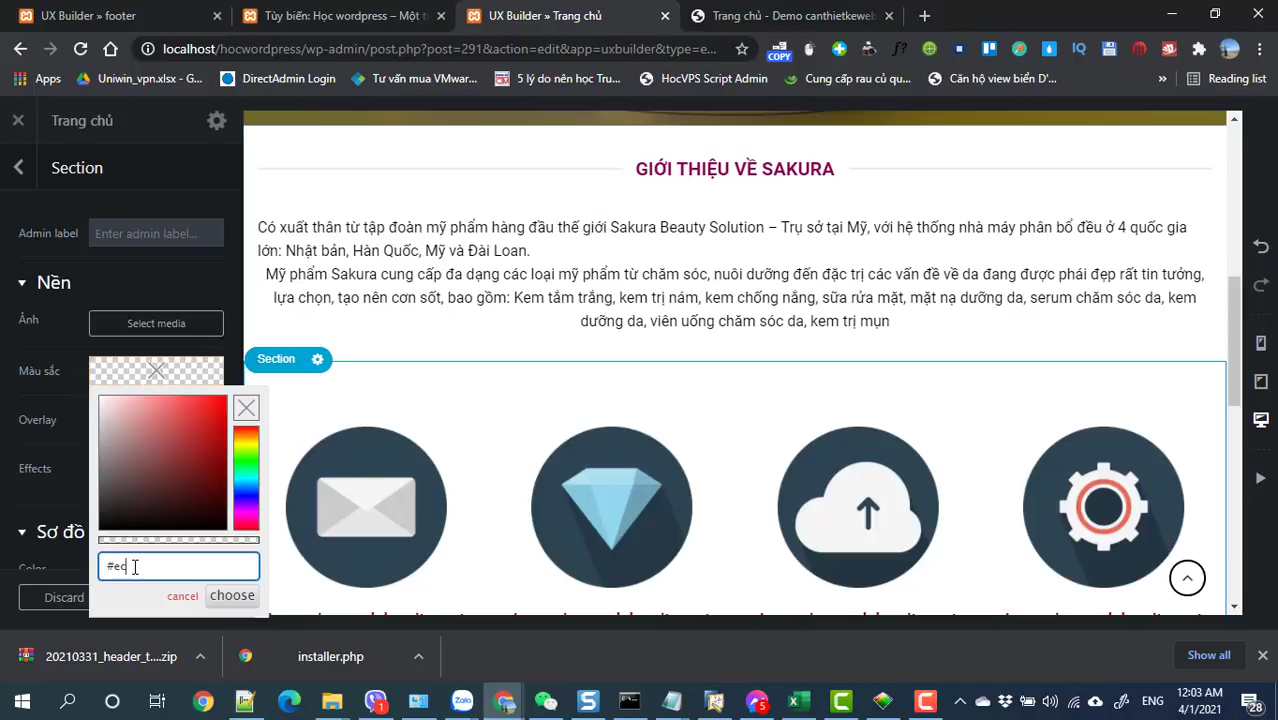 UX Builder » footer
Tùy biến: Học wordpress – Một t
UX Builder » Trang chủ
Trang chủ - Demo canthietkeweb
localhost/hocwordpress/wp-admin/post.php?post=291&action=edit&app=uxbuilder&type=e...
COPY
Apps
Uniwin_vpn.xlsx - G...
DirectAdmin Login
Tư vấn mua VMwar...
5 lý do nên học Tru...
HocVPS Script Admin
Cung cấp rau củ qu...
Căn hộ view biển D'...
»
Reading list
Trang chủ
Section
Admin label
Enter admin label...
Nền
Ảnh
Select media
Màu sắc
Overlay
Effects
Sơ đồ
Color
Discard
#ec
cancel
choose
GIỚI THIỆU VỀ SAKURA
Có xuất thân từ tập đoàn mỹ phẩm hàng đầu thế giới Sakura Beauty Solution – Trụ sở tại Mỹ, với hệ thống nhà máy phân bổ đều ở 4 quốc gia
lớn: Nhật bản, Hàn Quốc, Mỹ và Đài Loan.
Mỹ phẩm Sakura cung cấp đa dạng các loại mỹ phẩm từ chăm sóc, nuôi dưỡng đến đặc trị các vấn đề về da đang được phái đẹp rất tin tưởng,
lựa chọn, tạo nên cơn sốt, bao gồm: Kem tắm trắng, kem trị nám, kem chống nắng, sữa rửa mặt, mặt nạ dưỡng da, serum chăm sóc da, kem
dưỡng da, viên uống chăm sóc da, kem trị mụn
Section
20210331_header_t....zip
installer.php
Show all
ENG
12:03 AM
4/1/2021
28